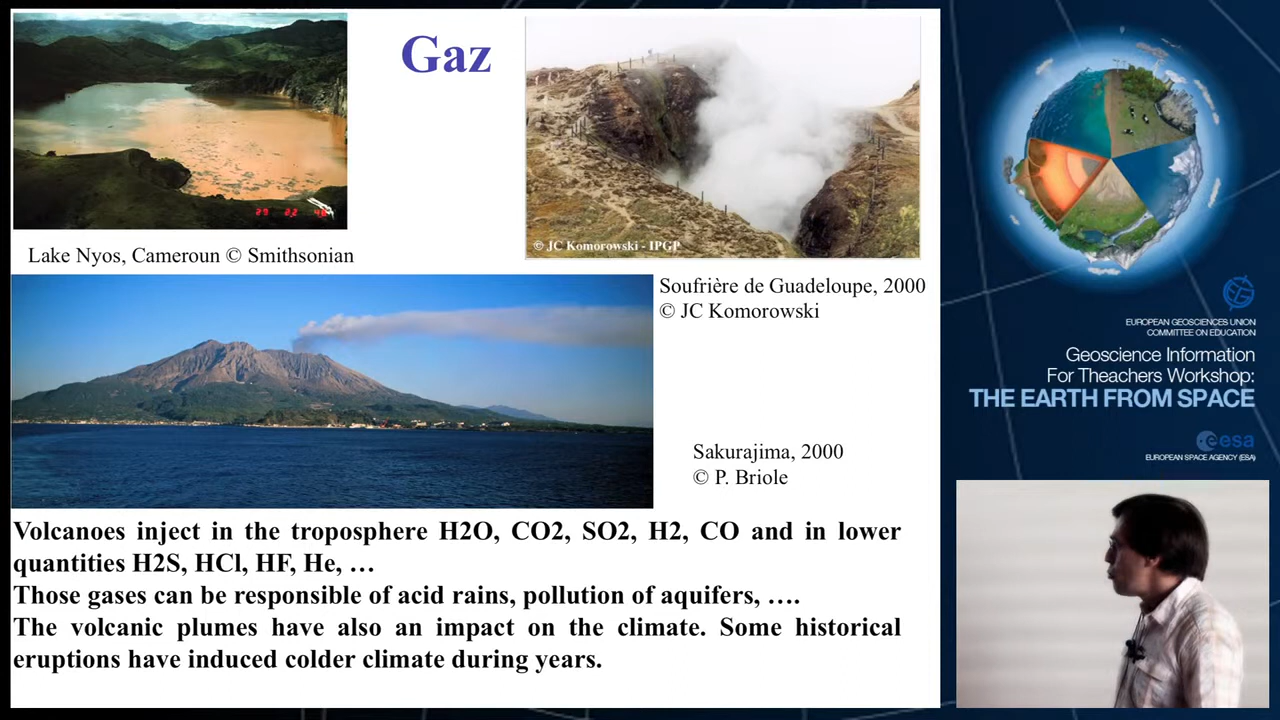 Gaz
© JC Komorowski - IPGP
Lake Nyos, Cameroun © Smithsonian
Soufrière de Guadeloupe, 2000
© JC Komorowski
Sakurajima, 2000
© P. Briole
Volcanoes inject in the troposphere H2O, CO2, SO2, H2, CO and in lower
quantities H2S, HCl, HF, He, …
Those gases can be responsible of acid rains, pollution of aquifers, ….
The volcanic plumes have also an impact on the climate. Some historical
eruptions have induced colder climate during years.
EUROPEAN GEOSCIENCES UNION
COMMITTEE ON EDUCATION
Geoscience Information
For Theachers Workshop:
THE EARTH FROM SPACE
esa
EUROPEAN SPACE AGENCY (ESA)